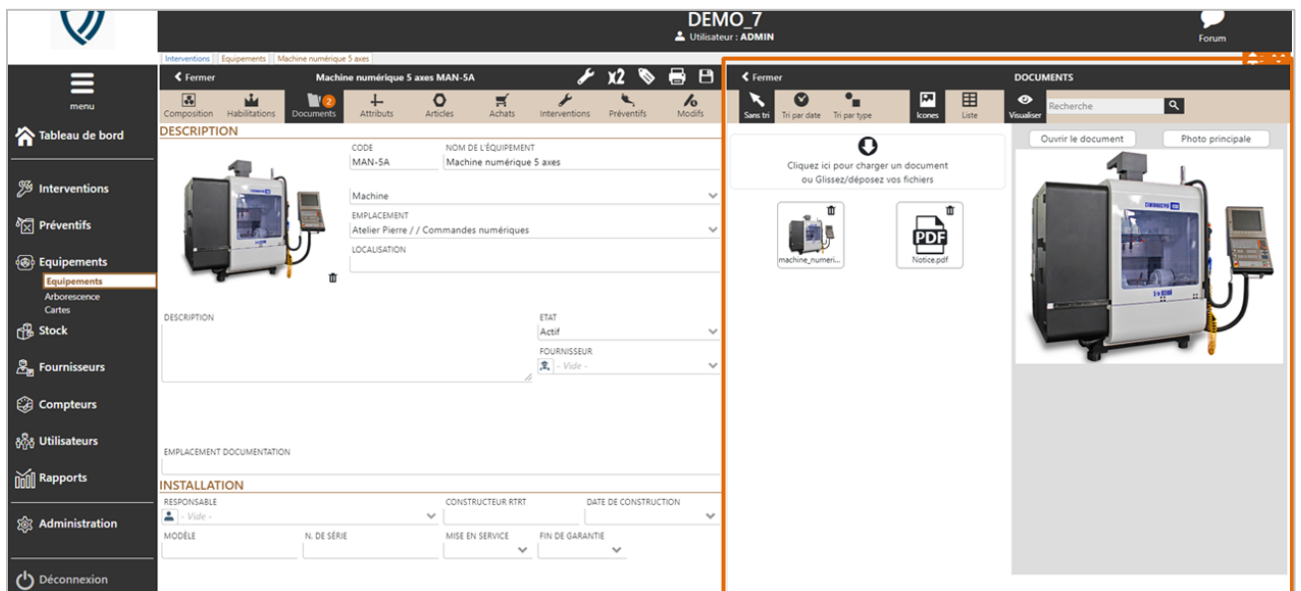 DEMO_7
Utilisateur : ADMIN
Forum
Interventions Equipements Machine numérique 5 axes
menu
Tableau de bord
Interventions
Préventifs
Equipements
Equipements
Arborescence
Cartes
Stock
Fournisseurs
Compteurs
Utilisateurs
Rapports
Administration
Déconnexion
Fermer Machine numérique 5 axes MAN-5A x2
Composition Habilitations Documents 2 Attributs Articles Achats Interventions Préventifs Modifs
DESCRIPTION
CODE NOM DE L'ÉQUIPEMENT
MAN-5A Machine numérique 5 axes
Machine
EMPLACEMENT
Atelier Pierre / / Commandes numériques
LOCALISATION
DESCRIPTION ETAT
Actif
FOURNISSEUR
- Vide -
EMPLACEMENT DOCUMENTATION
INSTALLATION
RESPONSABLE CONSTRUCTEUR RTRT DATE DE CONSTRUCTION
- Vide -
MODÈLE N. DE SÉRIE MISE EN SERVICE FIN DE GARANTIE
Fermer DOCUMENTS
Sans tri Tri par date Tri par type Icones Liste Visualiser Recherche
Cliquez ici pour charger un document
ou Glissez/déposez vos fichiers
PDF
machine_numeri... Notice.pdf
Ouvrir le document Photo principale